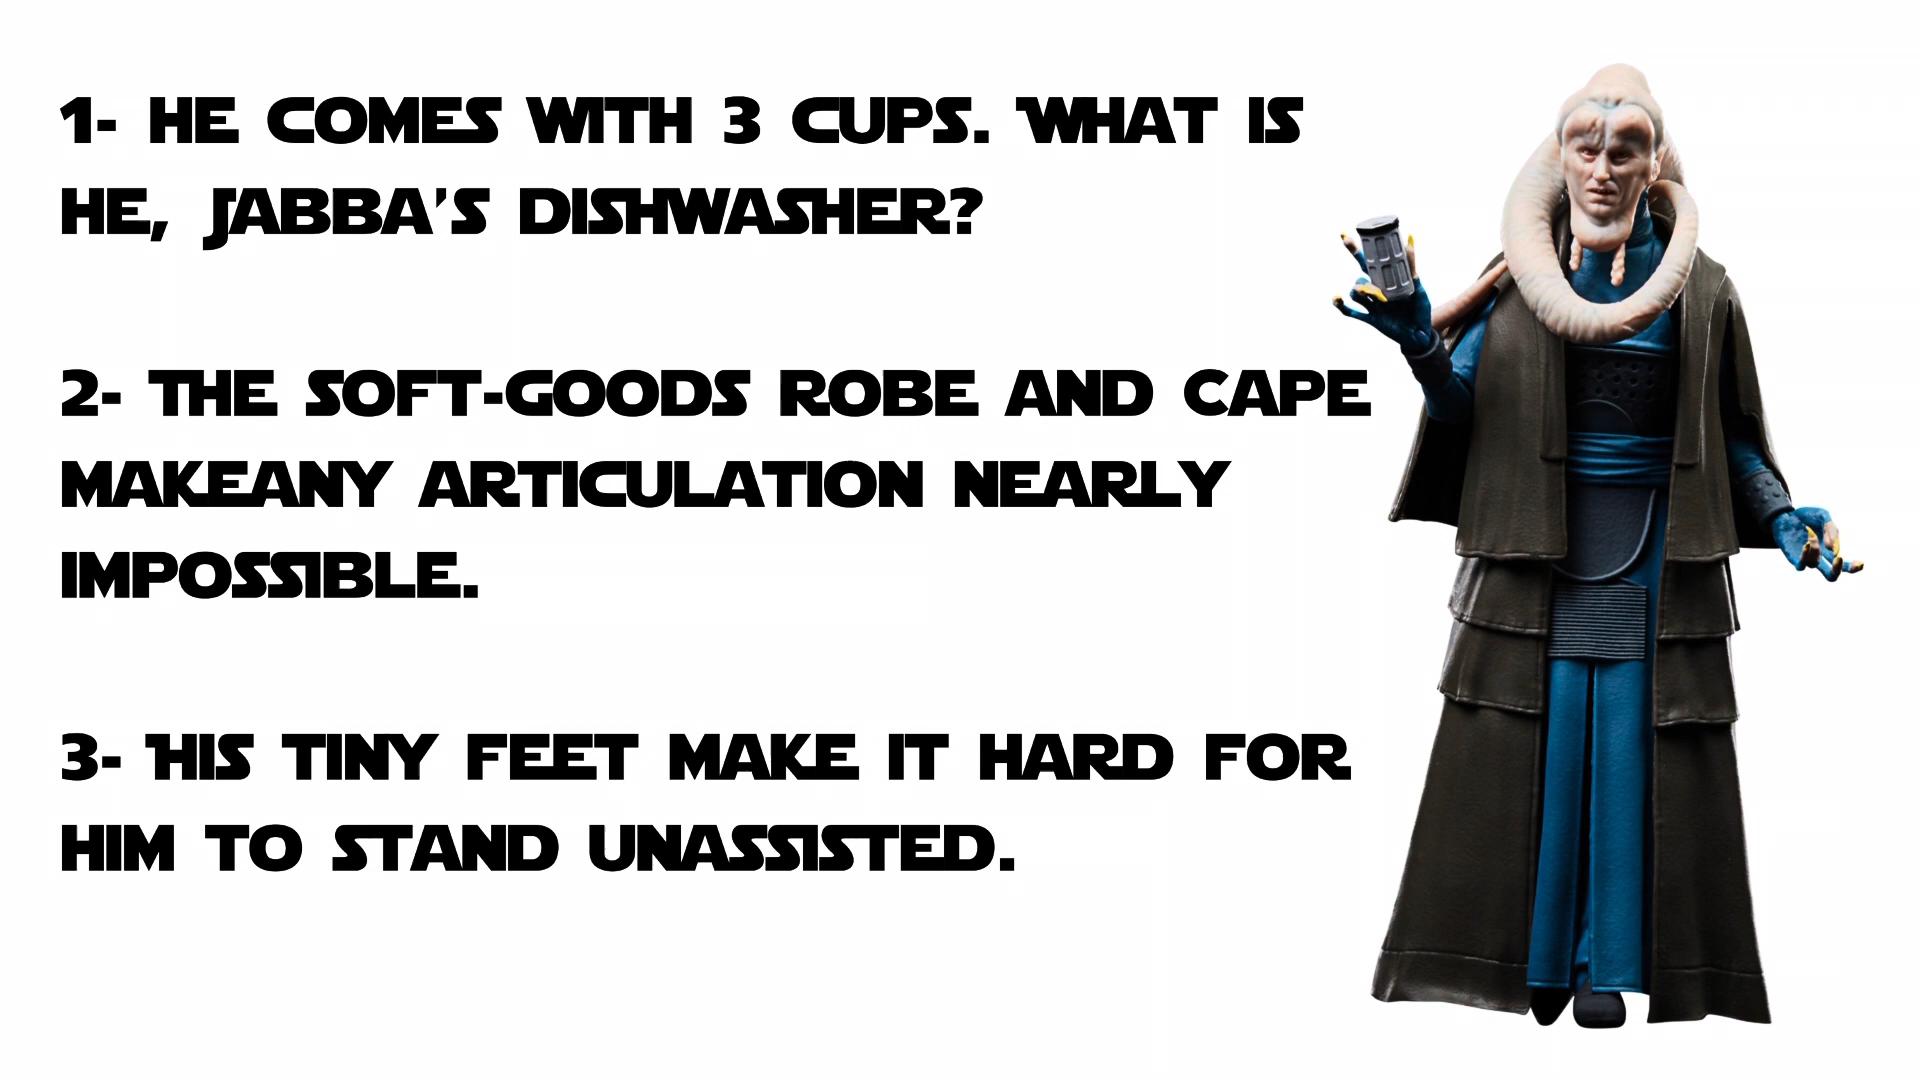 1- HE COMES WITH 3 CUPS. WHAT IS
HE, JABBA'S DISHWASHER?
2- THE SOFT-GOODS ROBE AND CAPE
MAKEANY ARTICULATION NEARLY
IMPOSSIBLE.
3- HIS TINY FEET MAKE IT HARD FOR
HIM TO STAND UNASSISTED.